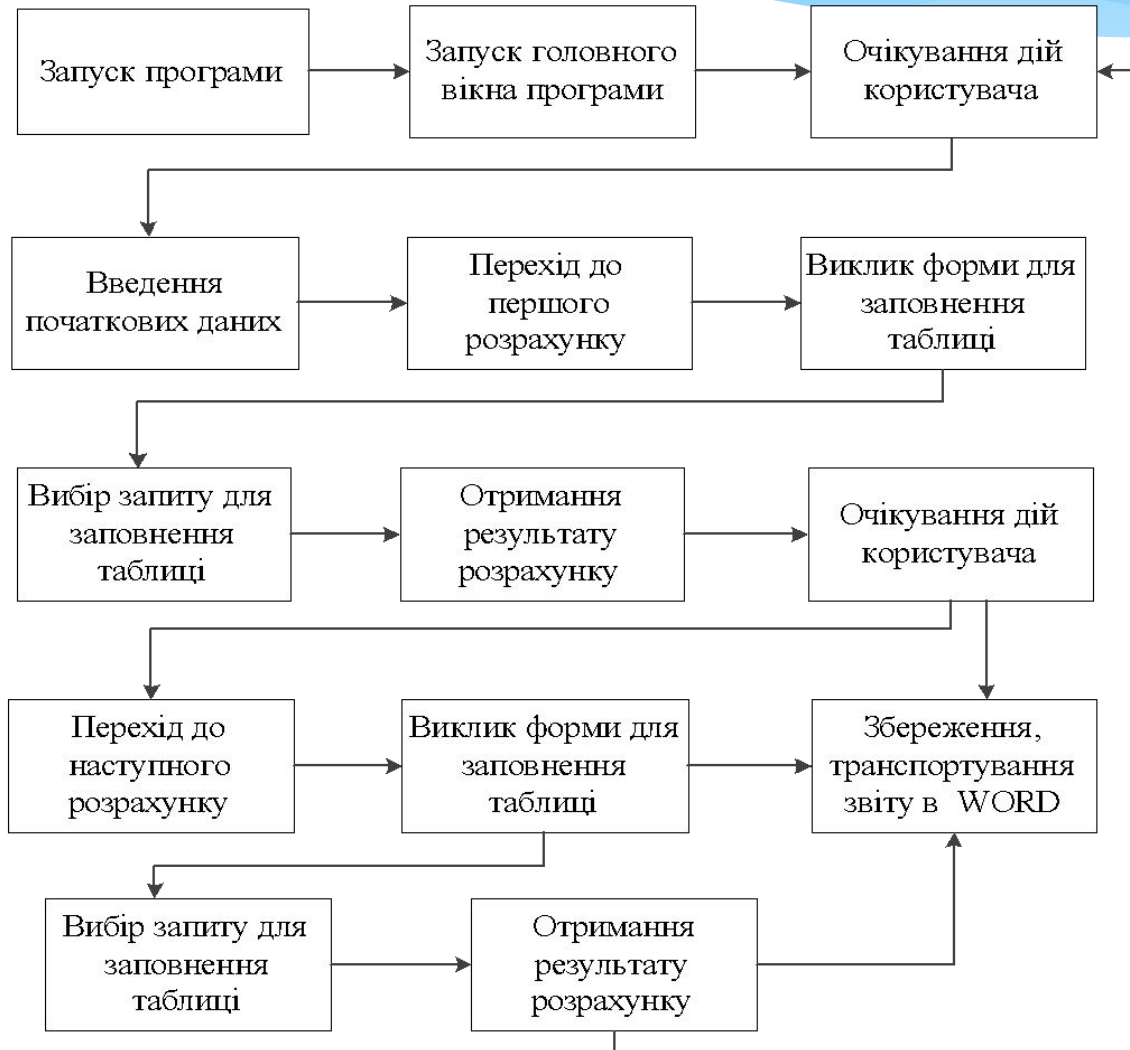 Запуск програми
Запуск головного
вікна програми
Очікування дій
користувача
Введення
початкових даних
Перехід до
першого
розрахунку
Виклик форми для
заповнення
таблиці
Вибір запиту для
заповнення
таблиці
Отримання
результату
розрахунку
Очікування дій
користувача
Перехід до
наступного
розрахунку
Виклик форми для
заповнення
таблиці
Збереження,
транспортування
звіту в WORD
Вибір запиту для
заповнення
таблиці
Отримання
результату
розрахунку